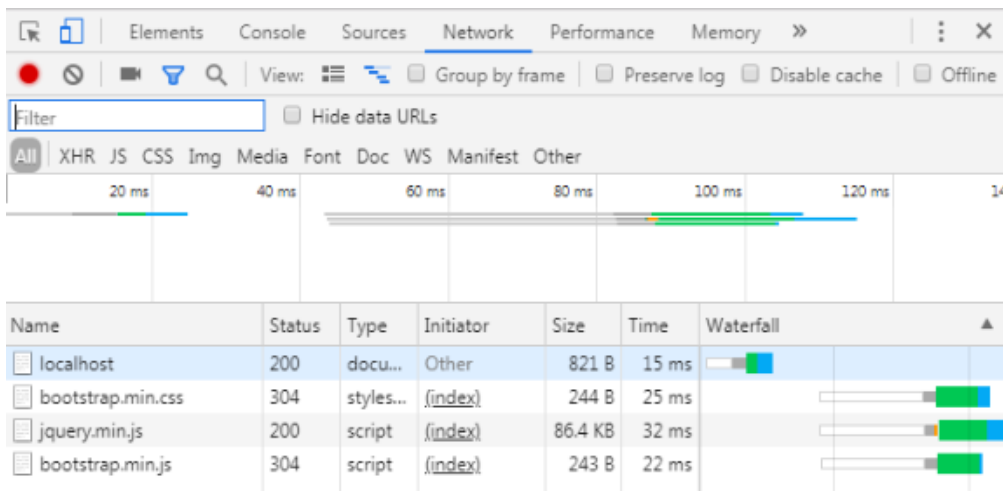 Elements Console Sources Network Performance Memory »
View: Group by frame Preserve log Disable cache Offline
Filter Hide data URLs
All XHR JS CSS Img Media Font Doc WS Manifest Other
20 ms 40 ms 60 ms 80 ms 100 ms 120 ms 14
Name Status Type Initiator Size Time Waterfall
localhost 200 docu... Other 821 B 15 ms
bootstrap.min.css 304 styles... (index) 244 B 25 ms
jquery.min.js 200 script (index) 86.4 KB 32 ms
bootstrap.min.js 304 script (index) 243 B 22 ms